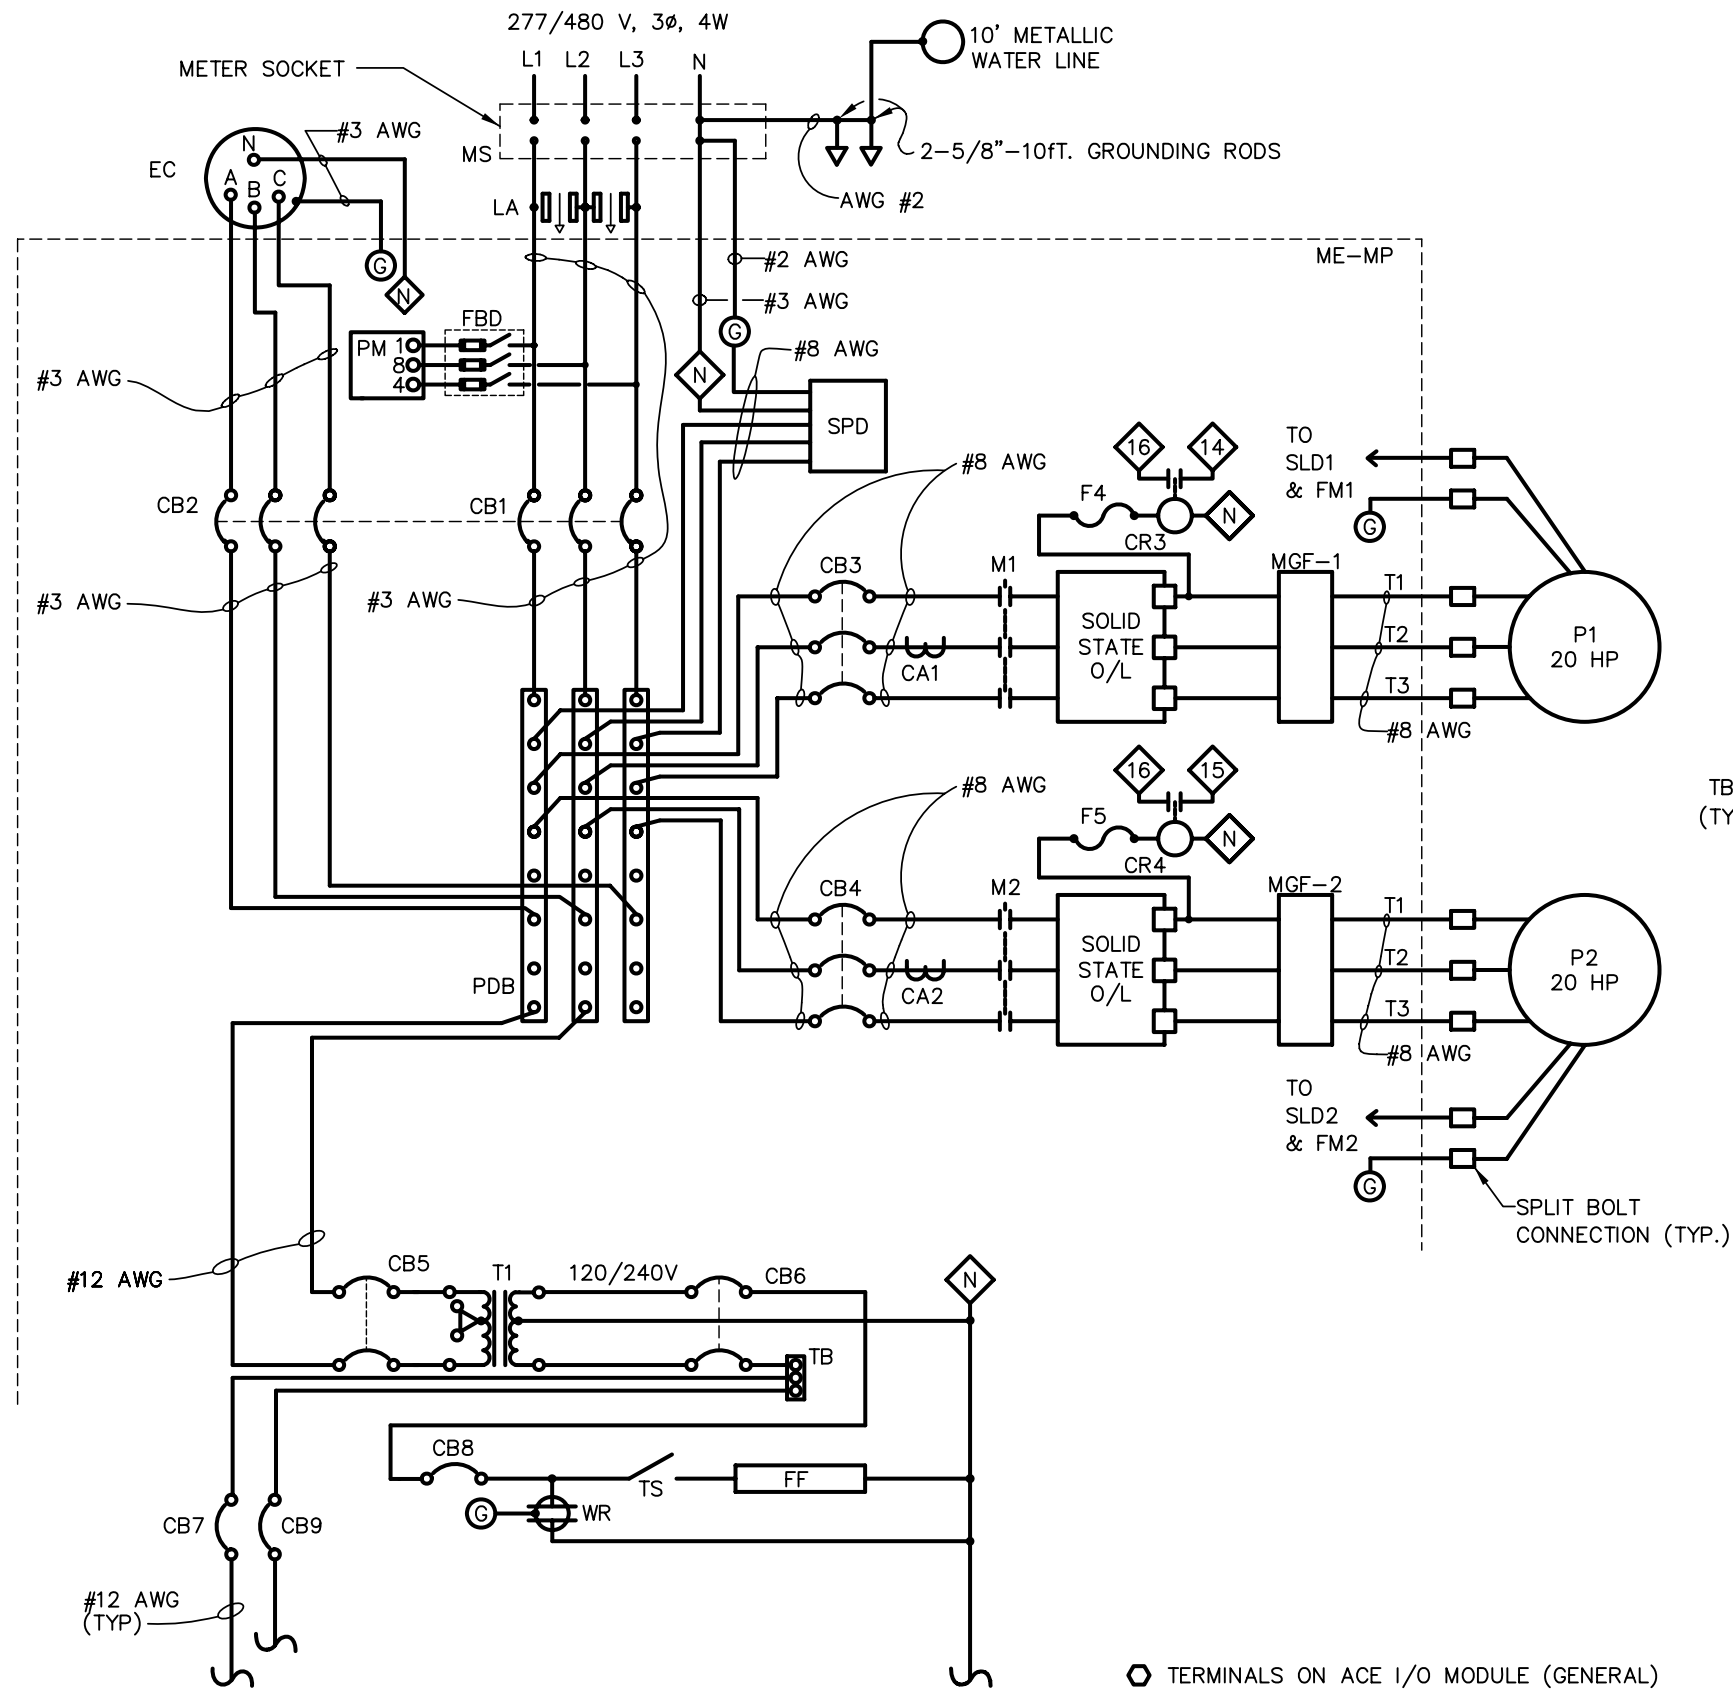 277/480 V, 3ø, 4W
L1 L2 L3 N
10' METALLIC
WATER LINE
METER SOCKET
MS
#3 AWG
EC
N
A B C
2-5/8"-10fT. GROUNDING RODS
AWG #2
LA
G
N
ME-MP
#2 AWG
#3 AWG
G
FBD
PM 1
8
4
#8 AWG
N
SPD
#3 AWG
CB2
CB1
#3 AWG
#3 AWG
#8 AWG
16 14
F4
N
CR3
TO
SLD1
& FM1
G
CB3
M1
CA1
SOLID
STATE
O/L
MGF-1
T1
T2
T3
#8 AWG
P1
20 HP
TB
(TY
#8 AWG
16 15
F5
N
CR4
CB4
M2
CA2
SOLID
STATE
O/L
MGF-2
T1
T2
T3
#8 AWG
P2
20 HP
PDB
TO
SLD2
& FM2
G
SPLIT BOLT
CONNECTION (TYP.)
#12 AWG
CB5
T1
120/240V
CB6
N
TB
CB8
TS
FF
G
WR
CB7
CB9
#12 AWG
(TYP)
TERMINALS ON ACE I/O MODULE (GENERAL)